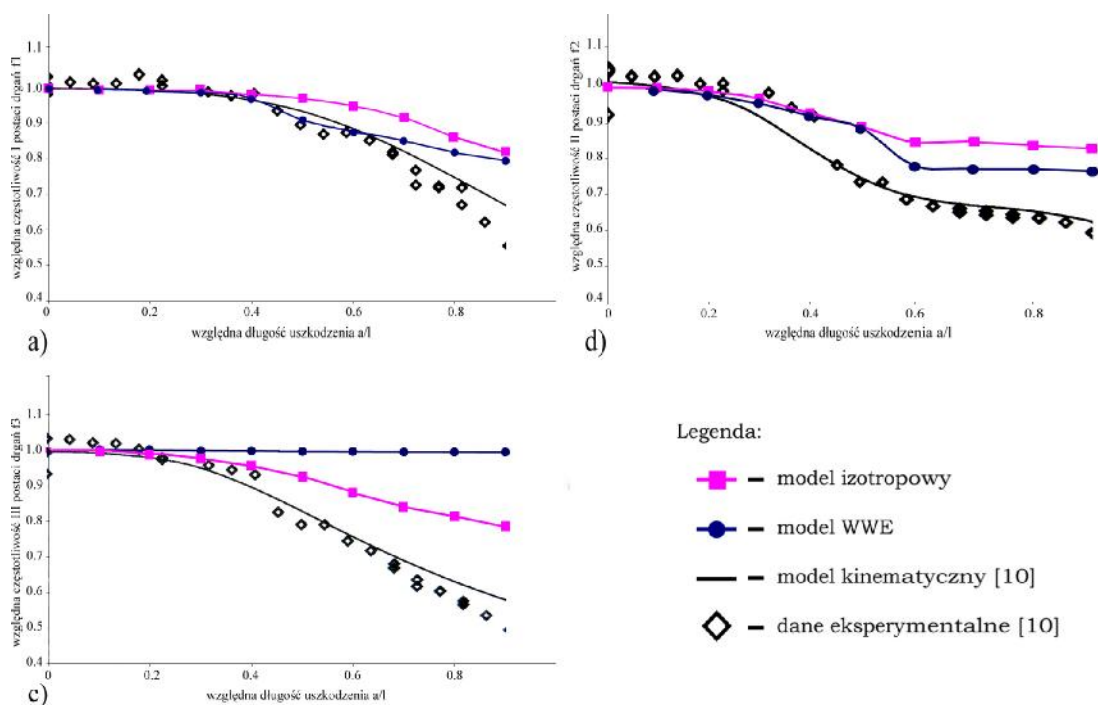 1.1
1.0
0.9
0.8
0.7
0.6
0.5
0.4
0
0.2
0.4
0.6
0.8
względna częstotliwość I postaci drgań f1
względna długość uszkodzenia a/l
a)
1.1
1.0
0.9
0.8
0.7
0.6
0.5
0.4
0
0.2
0.4
0.6
0.8
względna częstotliwość II postaci drgań f2
względna długość uszkodzenia a/l
d)
1.1
1.0
0.9
0.8
0.7
0.6
0.5
0.4
0
0.2
0.4
0.6
0.8
względna częstotliwość III postaci drgań f3
względna długość uszkodzenia a/l
c)
Legenda:
– model izotropowy
– model WWE
– model kinematyczny [10]
– dane eksperymentalne [10]